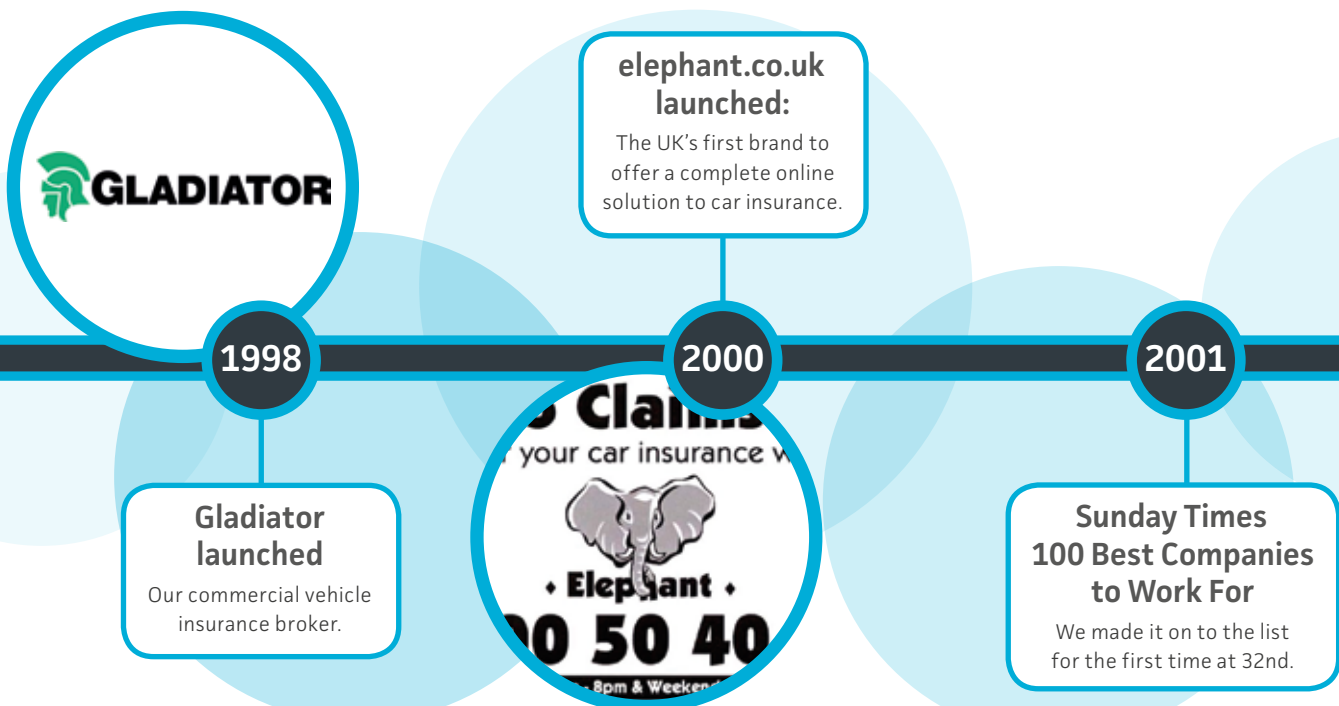 GLADIATOR
1998
Gladiator
launched
Our commercial vehicle
insurance broker.
elephant.co.uk
launched:
The UK's first brand to
offer a complete online
solution to car insurance.
2000
Claims
your car insurance
Elephant
50 40
8pm & Weekend
2001
Sunday Times
100 Best Companies
to Work For
We made it on to the list
for the first time at 32nd.